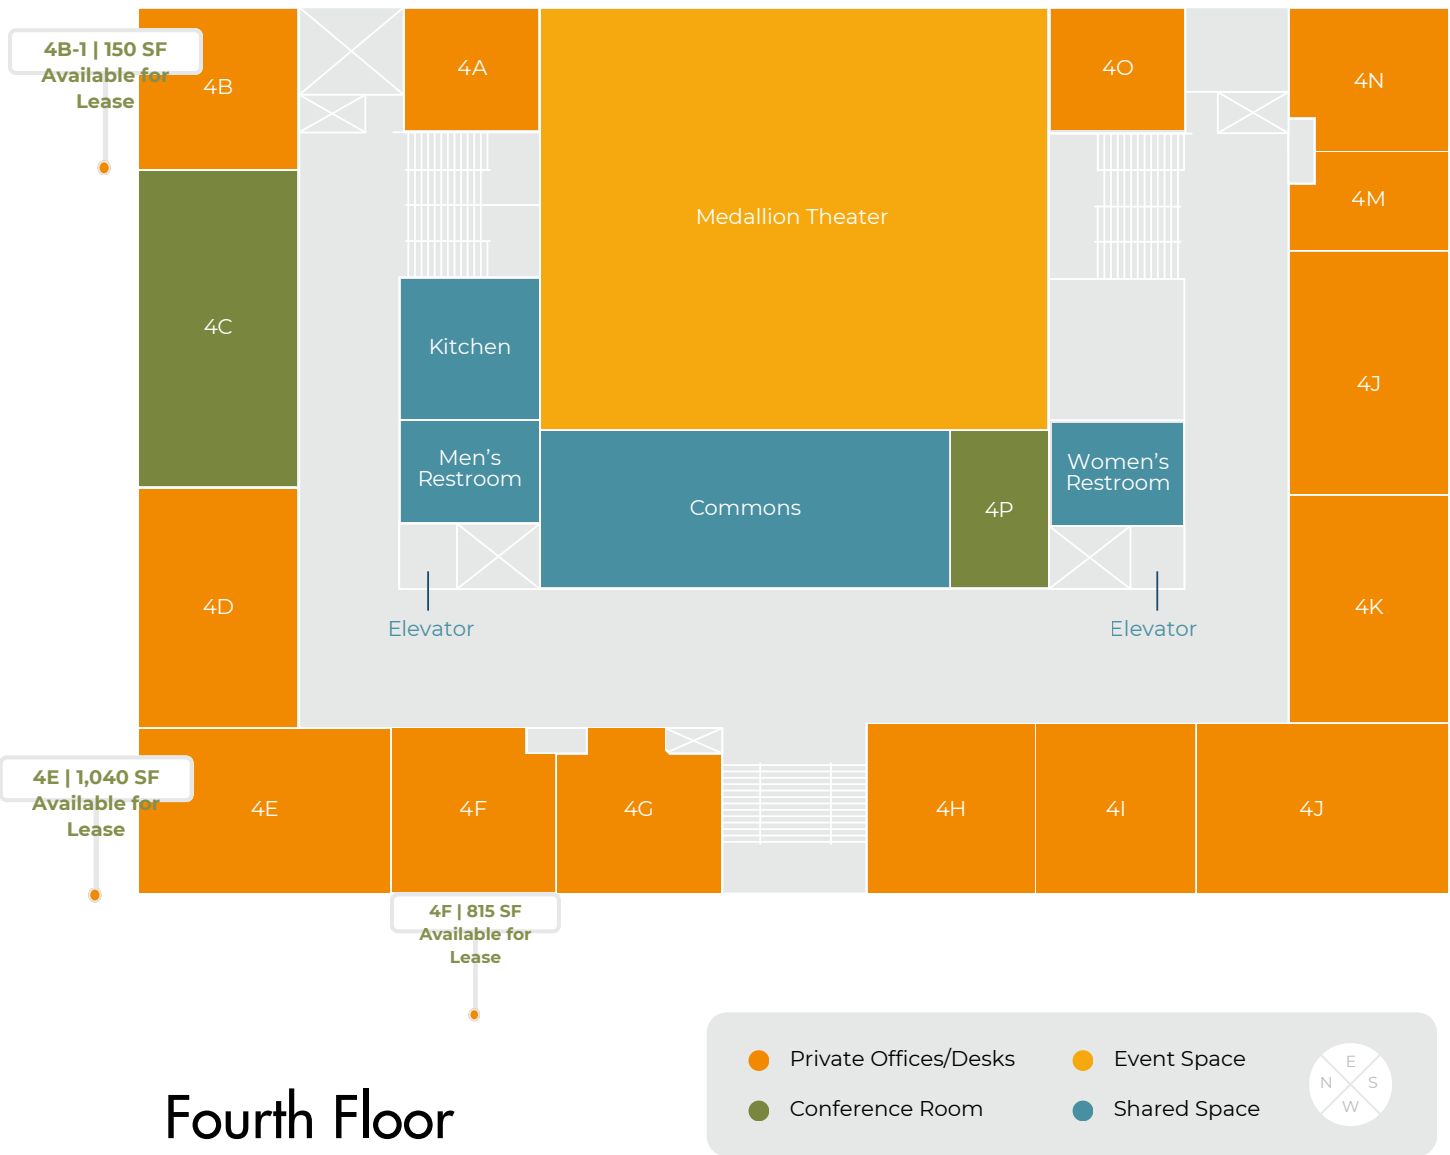 4B-1 | 150 SF
Available for
Lease
4B
4A
4O
4N
4M
Medallion Theater
4C
Kitchen
4J
Men’s
Restroom
Commons
4P
Women’s
Restroom
4D
4K
Elevator
Elevator
4E | 1,040 SF
Available for
Lease
4E
4F
4G
4H
4I
4J
4F | 815 SF
Available for
Lease
Private Offices/Desks
Event Space
Conference Room
Shared Space
E
N
S
W
Fourth Floor